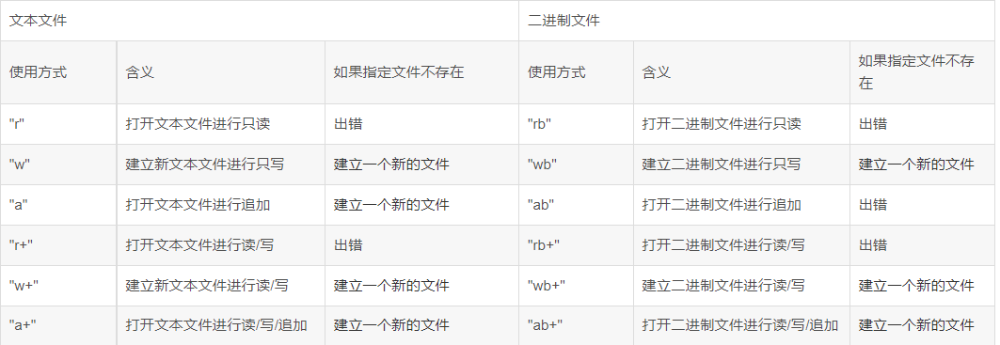 文本文件 二进制文件
使用方式 含义 如果指定文件不存在 使用方式 含义 如果指定文件不存
在
"r" 打开文本文件进行只读 出错 "rb" 打开二进制文件进行只读 出错
"w" 建立新文本文件进行只写 建立一个新的文件 "wb" 建立二进制文件进行只写 建立一个新的文件
"a" 打开文本文件进行追加 建立一个新的文件 "ab" 打开二进制文件进行追加 出错
"r+" 打开文本文件进行读/写 出错 "rb+" 打开二进制文件进行读/写 出错
"w+" 建立新文本文件进行读/写 建立一个新的文件 "wb+" 建立二进制文件进行读/写 建立一个新的文件
"a+" 打开文本文件进行读/写/追加 建立一个新的文件 "ab+" 打开二进制文件进行读/写/追加 建立一个新的文件